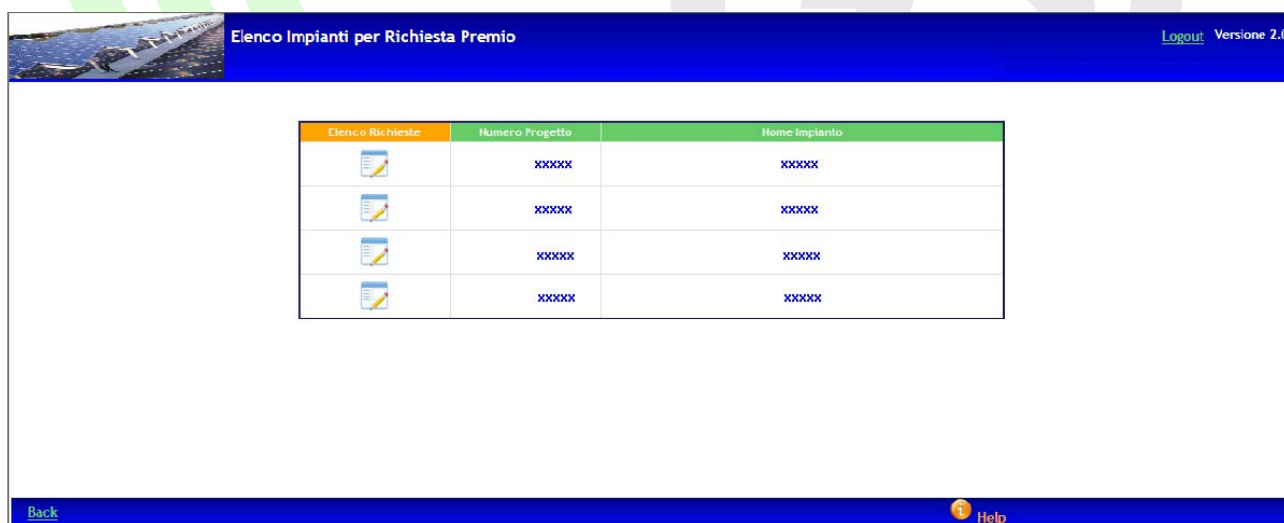 Elenco Impianti per Richiesta Premio
Logout Versione 2.0
Elenco Richieste Numero Progetto Nome Impianto
xxxxx xxxxx
xxxxx xxxxx
xxxxx xxxxx
xxxxx xxxxx
Back Help